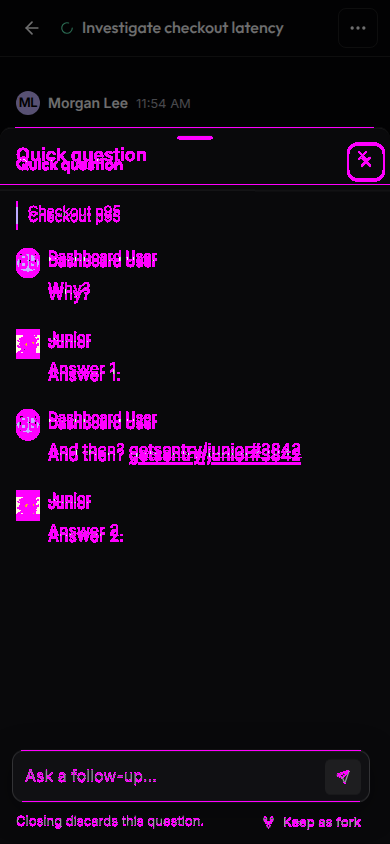 Investigate checkout latency
ML Morgan Lee 11:54 AM
Quick question
Checkout p95
Dashboard User
Why?
Junior
Answer 1.
Dashboard User
And then? getsentry/junior#3842
Junior
Answer 2.
Ask a follow-up...
Closing discards this question. Keep as fork